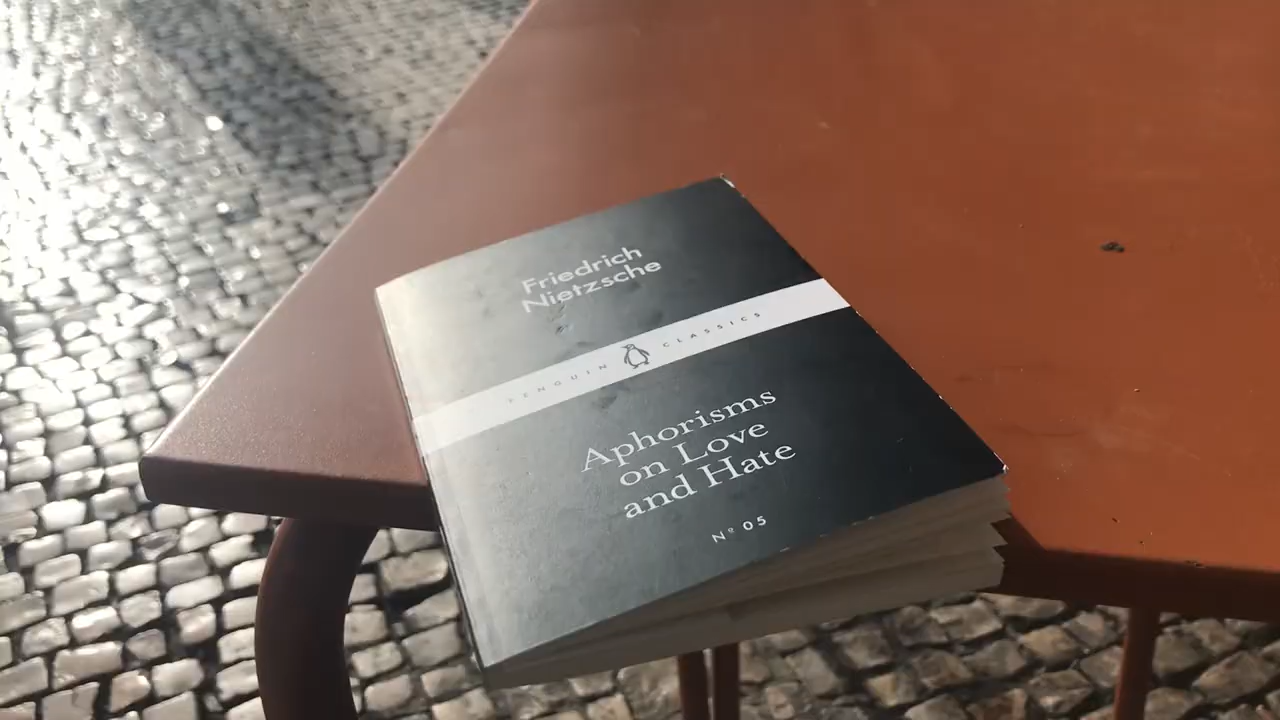 Friedrich
Nietzsche
PENGUIN CLASSICS
Aphorisms
on Love
and Hate
Nº 05